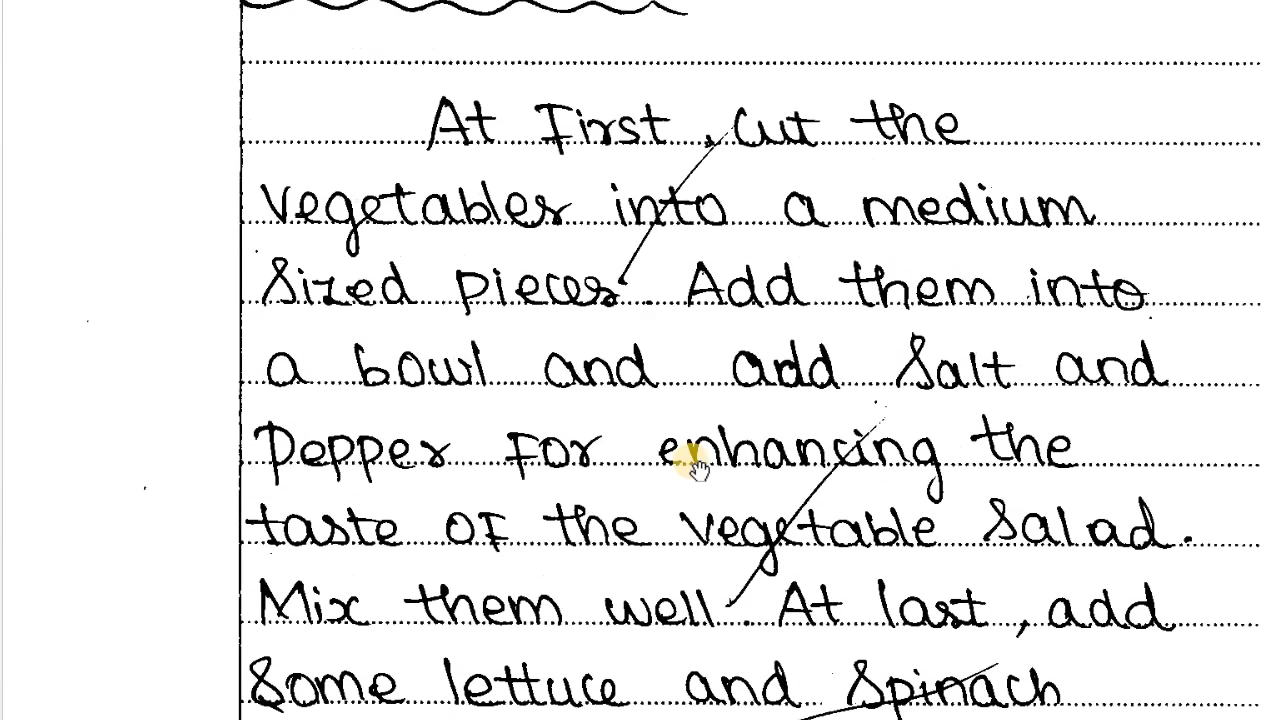 At First, cut the
vegetables into a medium
Sized pieces. Add them into
a bowl and add Salt and
Pepper For enhancing the
taste OF the vegetable Salad.
Mix them well. At last, add
Some lettuce and Spinach